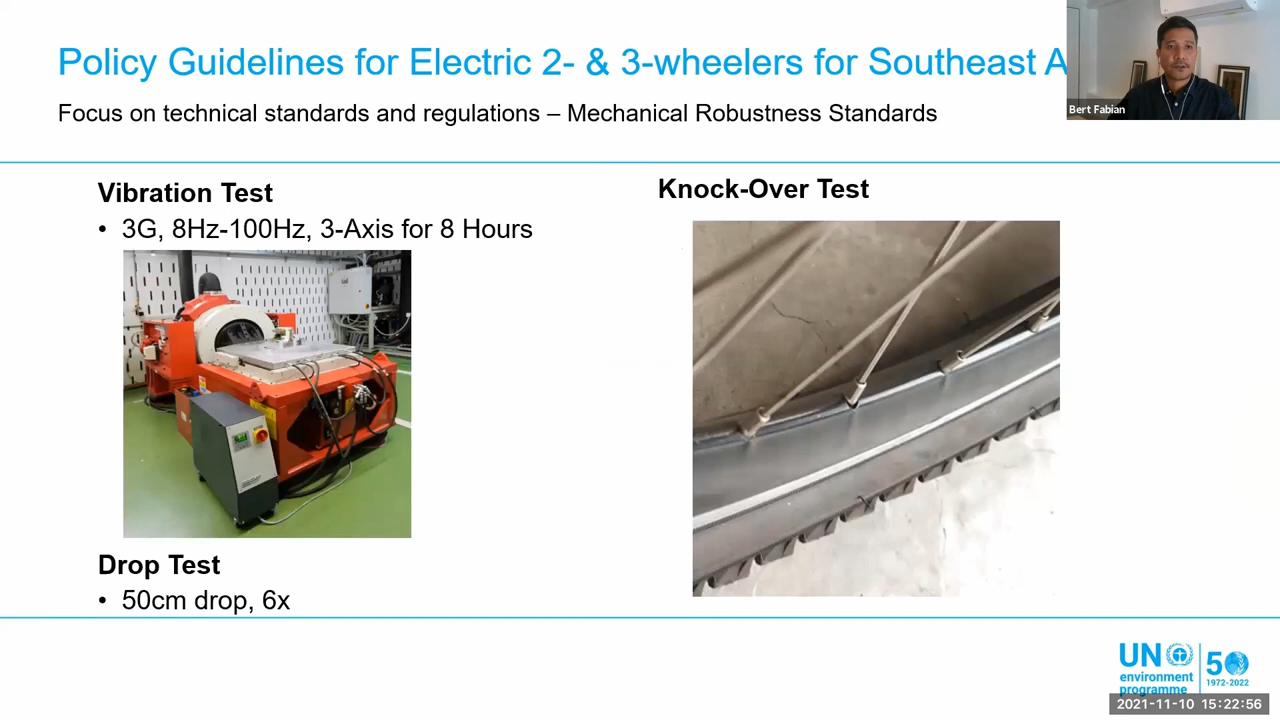 Policy Guidelines for Electric 2- & 3-wheelers for Southeast A
Bert Fabian
Focus on technical standards and regulations – Mechanical Robustness Standards
Vibration Test
• 3G, 8Hz-100Hz, 3-Axis for 8 Hours
Knock-Over Test
Drop Test
• 50cm drop, 6x
UN
environment
programme
50
1972-2022
2021-11-10 15:22:56